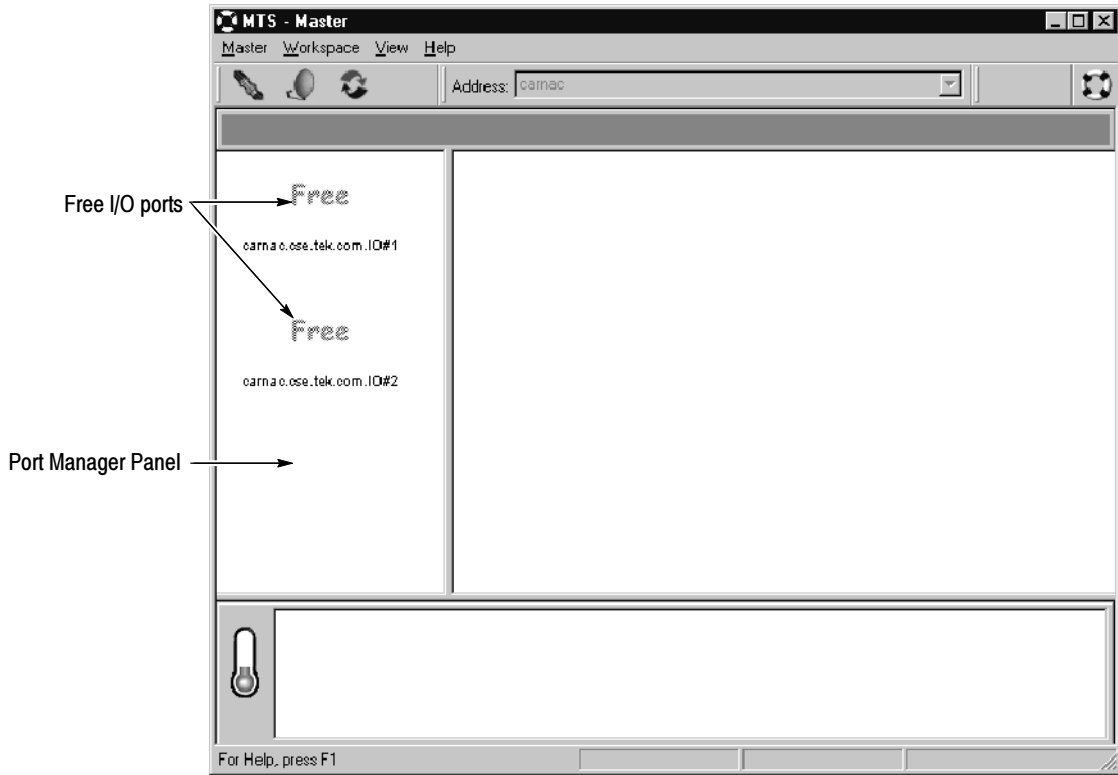 MTS - Master
Master Workspace View Help
Address: carnac
Free
Free I/O ports
carnac.cse.tek.com.IO#1
Free
carnac.cse.tek.com.IO#2
Port Manager Panel
For Help, press F1